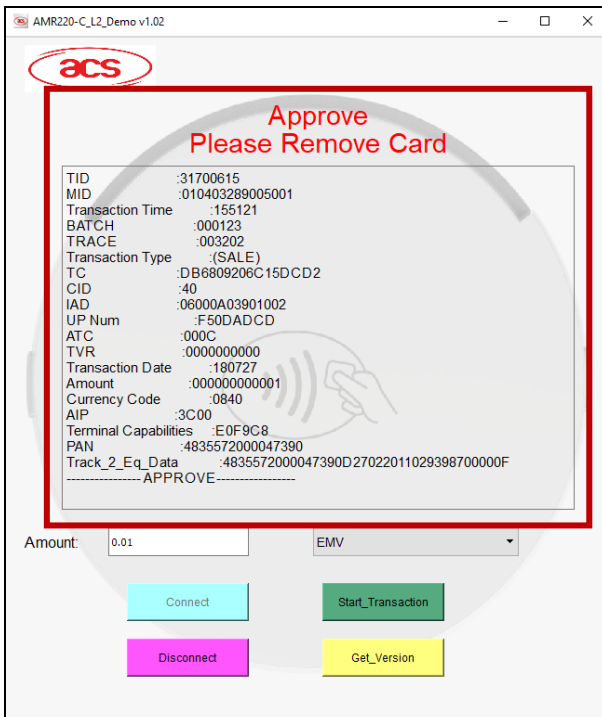 AMR220-C_L2_Demo v1.02
acs
Approve
Please Remove Card
TID :31700615
MID :010403289005001
Transaction Time :155121
BATCH :000123
TRACE :003202
Transaction Type :(SALE)
TC :DB6809206C15DCD2
CID :40
IAD :06000A03901002
UP Num :F50DADCD
ATC :000C
TVR :0000000000
Transaction Date :180727
Amount :000000000001
Currency Code :0840
AIP :3C00
Terminal Capabilities :E0F9C8
PAN :4835572000047390
Track_2_Eq_Data :4835572000047390D27022011029398700000F
---------------- APPROVE-----------------
Amount: 0.01 EMV
Connect Start_Transaction
Disconnect Get_Version